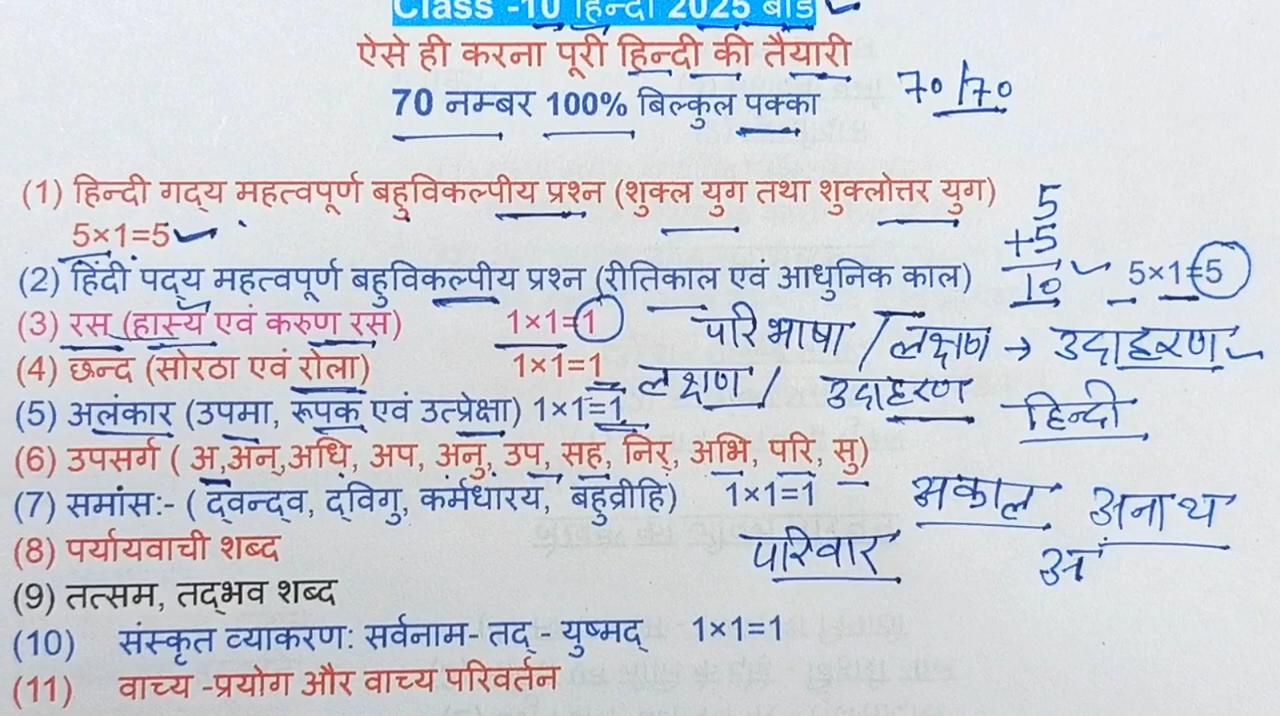 Class -10 हिन्दी 2025 बोर्ड
ऐसे ही करना पूरी हिन्दी की तैयारी
70 नम्बर 100% बिल्कुल पक्का
70/70
(1) हिन्दी गद्य महत्वपूर्ण बहुविकल्पीय प्रश्न (शुक्ल युग तथा शुक्लोत्तर युग)
5×1=5
5
+5
10
(2) हिंदी पद्य महत्वपूर्ण बहुविकल्पीय प्रश्न (रीतिकाल एवं आधुनिक काल) 5×1=5
(3) रस (हास्य एवं करुण रस) 1×1=1 परिभाषा / लक्षण → उदाहरण
(4) छन्द (सोरठा एवं रोला) 1×1=1 लक्षण / उदाहरण
(5) अलंकार (उपमा, रूपक एवं उत्प्रेक्षा) 1×1=1 हिन्दी
(6) उपसर्ग ( अ,अन्,अधि, अप, अनु, उप, सह, निर्, अभि, परि, सु)
(7) समांस:- ( द्वन्द्व, द्विगु, कर्मधारय, बहुव्रीहि) 1×1=1 अकाल अनाथ
(8) पर्यायवाची शब्द परिवार
(9) तत्सम, तद्भव शब्द
(10) संस्कृत व्याकरण: सर्वनाम- तद् - युष्मद् 1×1=1
(11) वाच्य -प्रयोग और वाच्य परिवर्तन